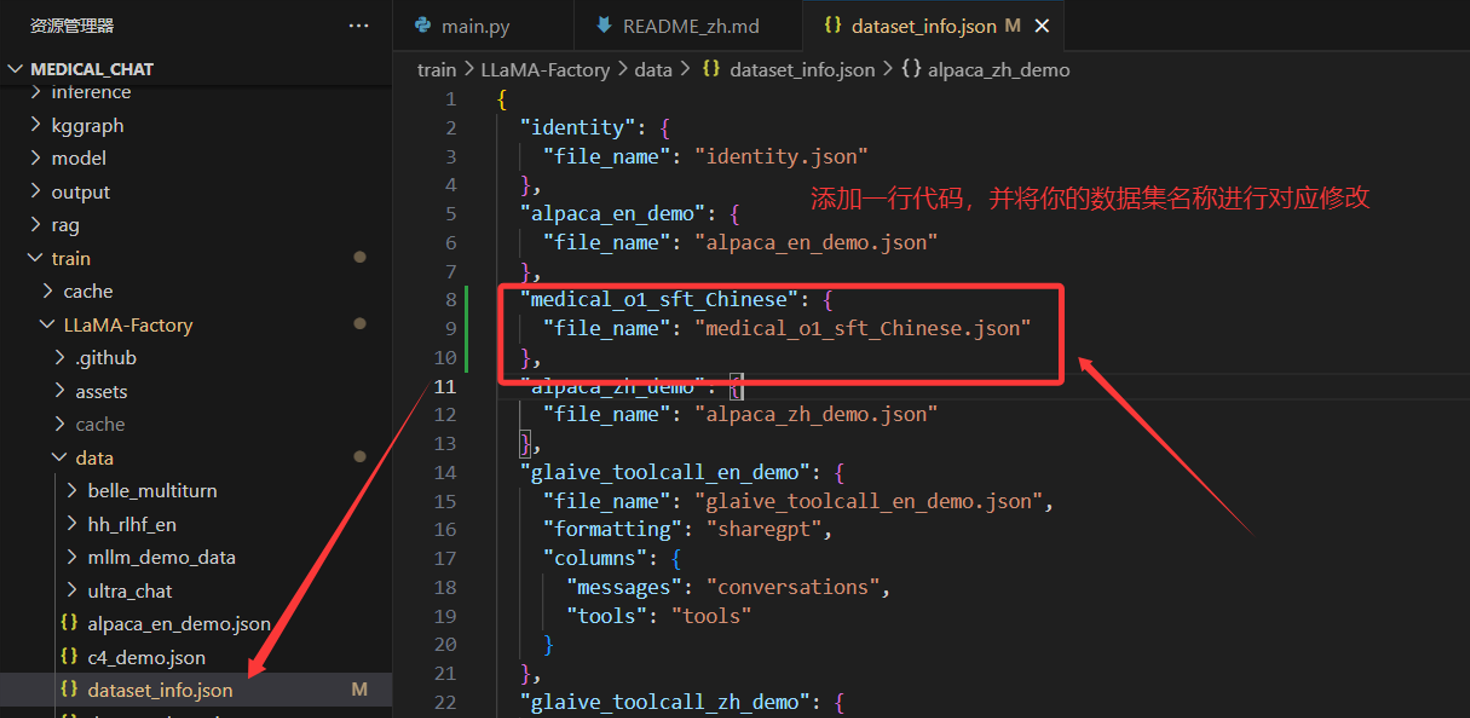 资源管理器 ···
MEDICAL_CHAT
inference
kggraph
model
output
rag
train
cache
LLaMA-Factory
.github
assets
cache
data
belle_multiturn
hh_rlhf_en
mllm_demo_data
ultra_chat
{} alpaca_en_demo.json
{} c4_demo.json
{} dataset_info.json M
main.py README_zh.md {} dataset_info.json M ×
train > LLaMA-Factory > data > {} dataset_info.json > {} alpaca_zh_demo
1 {
2 "identity": {
3 "file_name": "identity.json"
4 },
添加一行代码，并将你的数据集名称进行对应修改
5 "alpaca_en_demo": {
6 "file_name": "alpaca_en_demo.json"
7 },
8 "medical_o1_sft_Chinese": {
9 "file_name": "medical_o1_sft_Chinese.json"
10 },
11 "alpaca_zh_demo": {
12 "file_name": "alpaca_zh_demo.json"
13 },
14 "glaive_toolcall_en_demo": {
15 "file_name": "glaive_toolcall_en_demo.json",
16 "formatting": "sharegpt",
17 "columns": {
18 "messages": "conversations",
19 "tools": "tools"
20 }
21 },
22 "glaive_toolcall_zh_demo": {